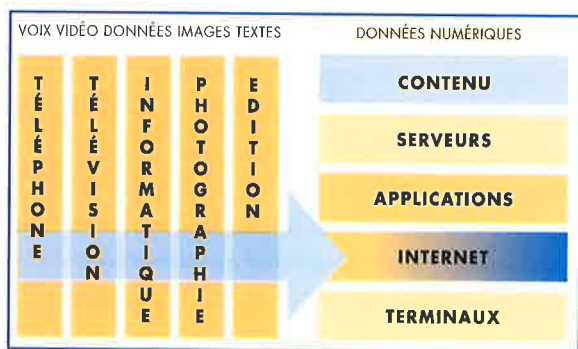 VOIX VIDÉO DONNÉES IMAGES TEXTES
TÉLÉPHONE
TÉLÉVISION
INFORMATIQUE
PHOTOGRAPHIE
EDITION
DONNÉES NUMÉRIQUES
CONTENU
SERVEURS
APPLICATIONS
INTERNET
TERMINAUX